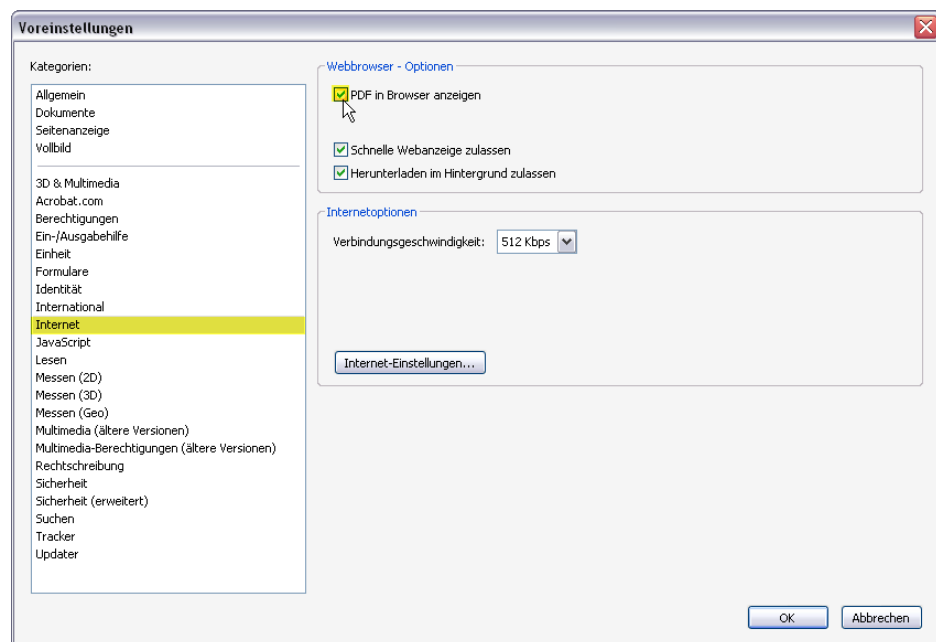 Voreinstellungen
Kategorien:
Allgemein
Dokumente
Seitenanzeige
Vollbild
3D & Multimedia
Acrobat.com
Berechtigungen
Ein-/Ausgabehilfe
Einheit
Formulare
Identität
International
Internet
JavaScript
Lesen
Messen (2D)
Messen (3D)
Messen (Geo)
Multimedia (ältere Versionen)
Multimedia-Berechtigungen (ältere Versionen)
Rechtschreibung
Sicherheit
Sicherheit (erweitert)
Suchen
Tracker
Updater
Webbrowser - Optionen
PDF in Browser anzeigen
Schnelle Webanzeige zulassen
Herunterladen im Hintergrund zulassen
Internetoptionen
Verbindungsgeschwindigkeit: 512 Kbps
Internet-Einstellungen...
OK Abbrechen